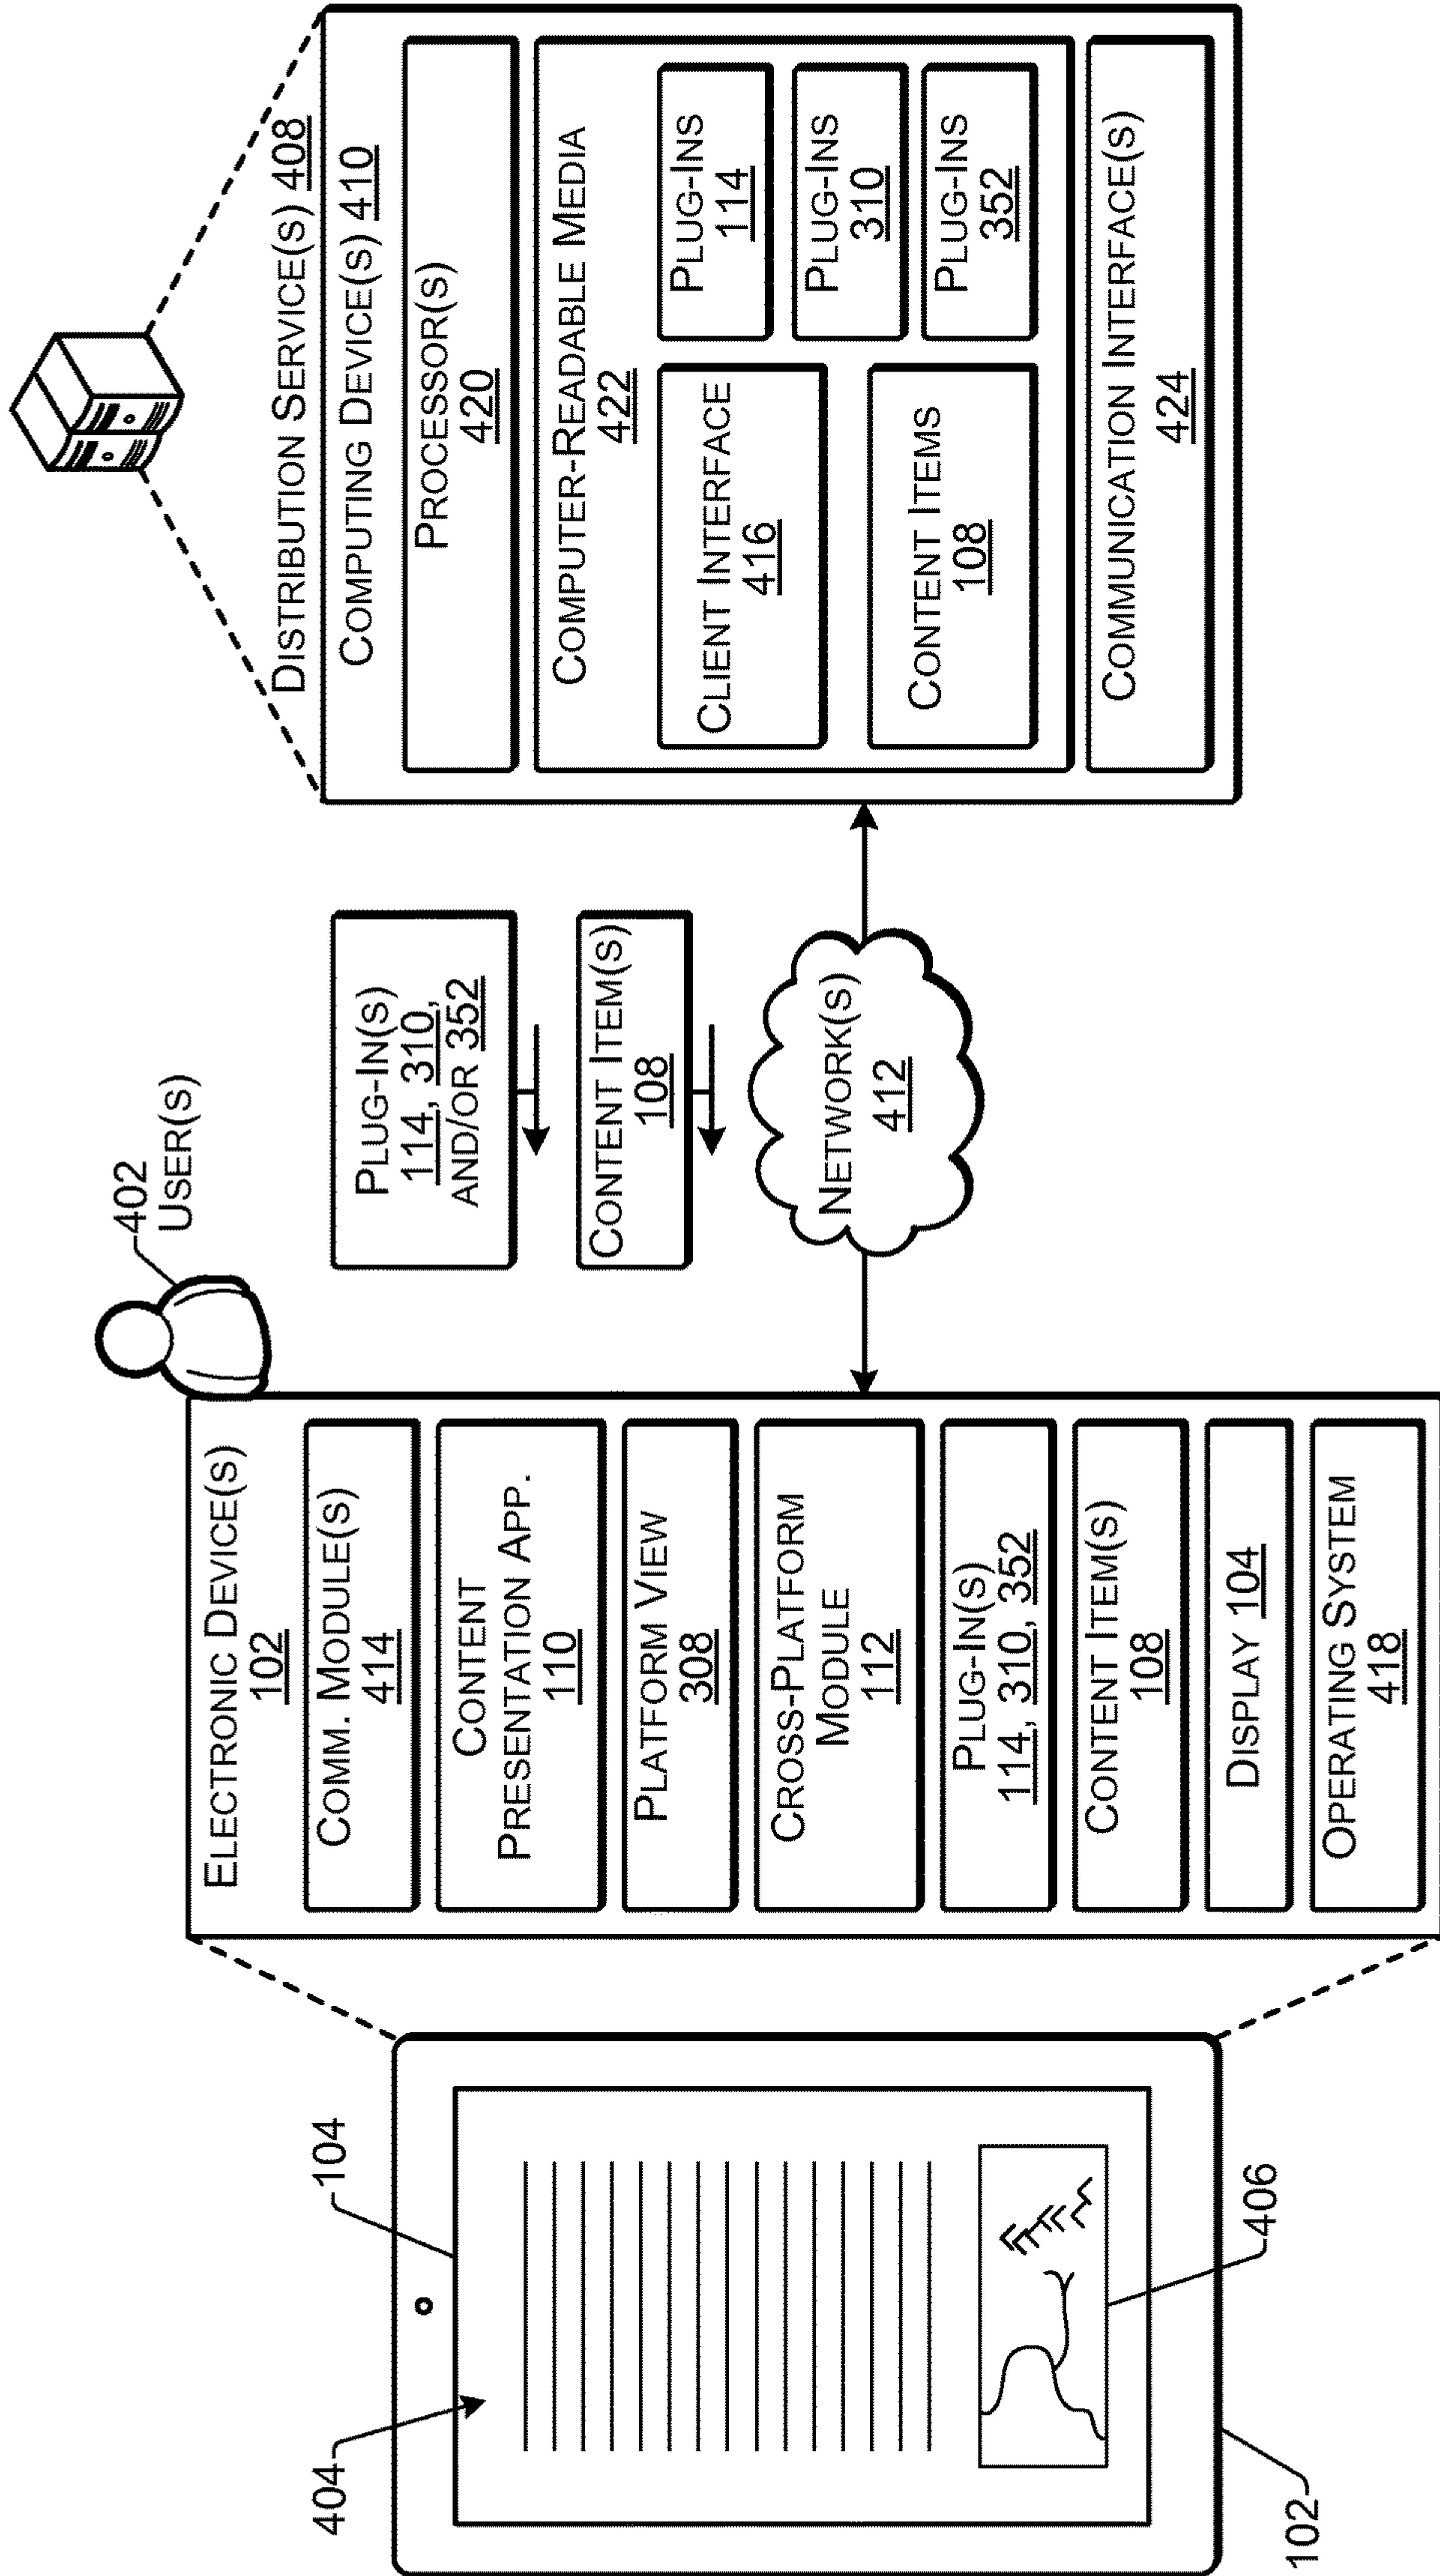 404
104
406
102
402
USER(S)
ELECTRONIC DEVICE(S)
102
COMM. MODULE(S)
414
CONTENT
PRESENTATION APP.
110
PLATFORM VIEW
308
CROSS-PLATFORM
MODULE
112
PLUG-IN(S)
114, 310, 352
CONTENT ITEM(S)
108
DISPLAY 104
OPERATING SYSTEM
418
PLUG-IN(S)
114, 310,
AND/OR 352
CONTENT ITEM(S)
108
NETWORK(S)
412
DISTRIBUTION SERVICE(S) 408
COMPUTING DEVICE(S) 410
PROCESSOR(S)
420
COMPUTER-READABLE MEDIA
422
CLIENT INTERFACE
416
CONTENT ITEMS
108
PLUG-INS
114
PLUG-INS
310
PLUG-INS
352
COMMUNICATION INTERFACE(S)
424